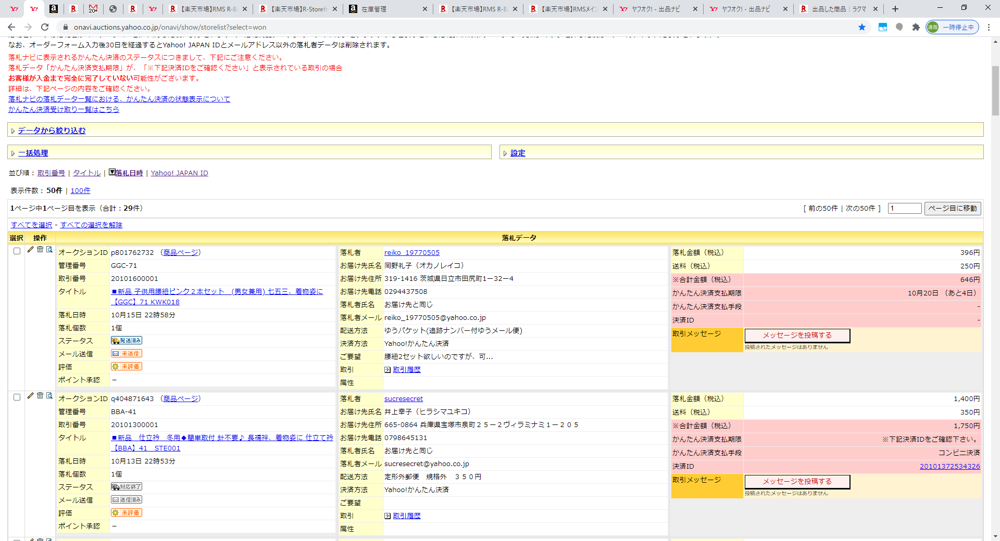 20+
【楽天市場】RMS R-B
【楽天市場】R-Storefr
在庫管理
【楽天市場】RMS R-B
【楽天市場】RMSメイン
ヤフオク! - 出品ナビ
ヤフオク! - 出品ナビ
出品した商品｜ラクマ
onavi.auctions.yahoo.co.jp/onavi/show/storelist?select=won
達哉 一時停止中
なお、オーダーフォーム入力後30日を経過するとYahoo! JAPAN IDとメールアドレス以外の落札者データは削除されます。
落札ナビに表示されるかんたん決済のステータスにつきまして、下記にご注意ください。
落札データ「かんたん決済支払期限」が、「※下記決済IDをご確認ください」と表示されている取引の場合
お客様が入金まで完全に完了していない可能性がございます。
詳細は、下記ページの内容をご確認ください。
落札ナビの落札データ一覧における、かんたん決済の状態表示について
かんたん決済受け取り一覧はこちら
データから絞り込む
一括処理
設定
並び順： 取引番号 | タイトル | ▼落札日時 | Yahoo! JAPAN ID
表示件数： 50件 | 100件
1ページ中1ページ目を表示（合計：29件）
[ 前の50件 | 次の50件 ] 1 ページ目に移動
すべてを選択 - すべての選択を解除
選択 操作 落札データ
オークションID p801762732 （商品ページ）
管理番号 GGC-71
取引番号 20101600001
タイトル ■新品 子供用腰紐ピンク２本セット　(男女兼用) 七五三、着物姿に
【GGC】71 KWK018
落札日時 10月15日 22時58分
落札個数 1個
ステータス 発送済み
メール送信 未送信
評価 未評価
ポイント承認 −
落札者 reiko_19770505
お届け先氏名 岡野礼子（オカノレイコ）
お届け先住所 319-1416 茨城県日立市田尻町1ー32ー4
お届け先電話 0294437508
落札者氏名 お届け先と同じ
落札者メール reiko_19770505@yahoo.co.jp
配送方法 ゆうパケット(追跡ナンバー付ゆうメール便)
決済方法 Yahoo!かんたん決済
ご要望 腰紐2セット欲しいのですが、可...
取引 取引履歴
属性
落札金額（税込） 396円
送料（税込） 250円
※合計金額（税込） 646円
かんたん決済支払期限 10月20日 （あと4日）
かんたん決済支払手段 -
決済ID -
取引メッセージ メッセージを投稿する
投稿されたメッセージはありません
オークションID q404871643 （商品ページ）
管理番号 BBA-41
取引番号 20101300001
タイトル ■新品　仕立衿　冬用◆簡単取付 針不要♪ 長襦袢、着物姿に 仕立て衿
【BBA】41　STE001
落札日時 10月13日 22時53分
落札個数 1個
ステータス 対応終了
メール送信 送信済み
評価 未評価
ポイント承認 −
落札者 sucresecret
お届け先氏名 井上幸子（ヒラシマユキコ）
お届け先住所 665-0864 兵庫県宝塚市泉町２５－２ヴィラミナミ１－２０５
お届け先電話 0798645131
落札者氏名 お届け先と同じ
落札者メール sucresecret@yahoo.co.jp
配送方法 定形外郵便　規格外　３５０円
決済方法 Yahoo!かんたん決済
ご要望
取引 取引履歴
属性
落札金額（税込） 1,400円
送料（税込） 350円
※合計金額（税込） 1,750円
かんたん決済支払期限 ※下記決済IDをご確認下さい。
かんたん決済支払手段 コンビニ決済
決済ID 20101372534326
取引メッセージ メッセージを投稿する
投稿されたメッセージはありません